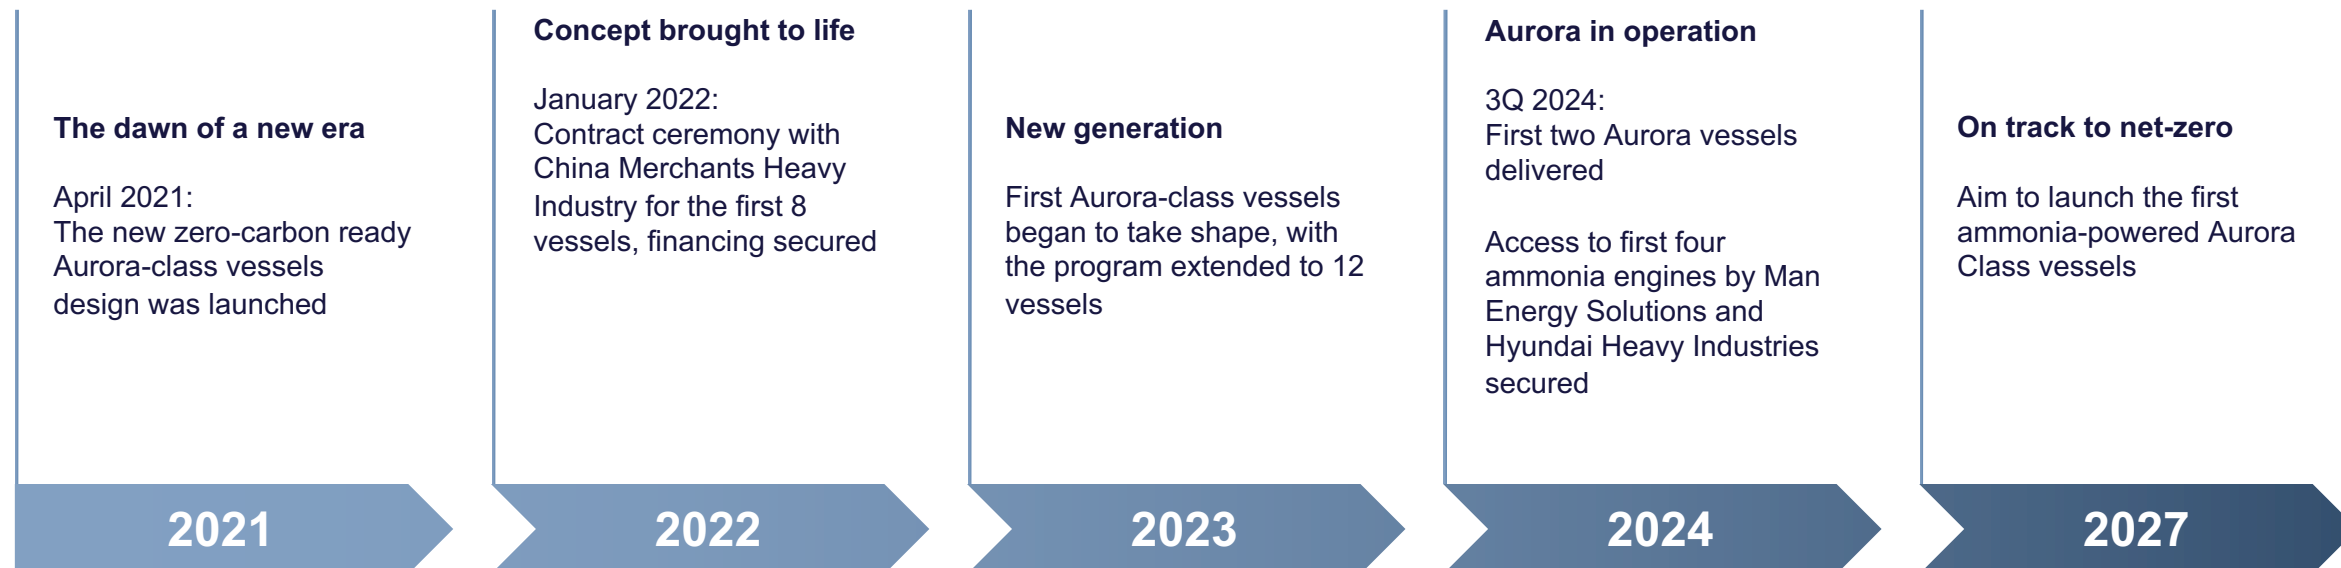 The dawn of a new era
April 2021:
The new zero-carbon ready
Aurora-class vessels
design was launched
2021
Concept brought to life
January 2022:
Contract ceremony with
China Merchants Heavy
Industry for the first 8
vessels, financing secured
2022
New generation
First Aurora-class vessels
began to take shape, with
the program extended to 12
vessels
2023
Aurora in operation
3Q 2024:
First two Aurora vessels
delivered
Access to first four
ammonia engines by Man
Energy Solutions and
Hyundai Heavy Industries
secured
2024
On track to net-zero
Aim to launch the first
ammonia-powered Aurora
Class vessels
2027